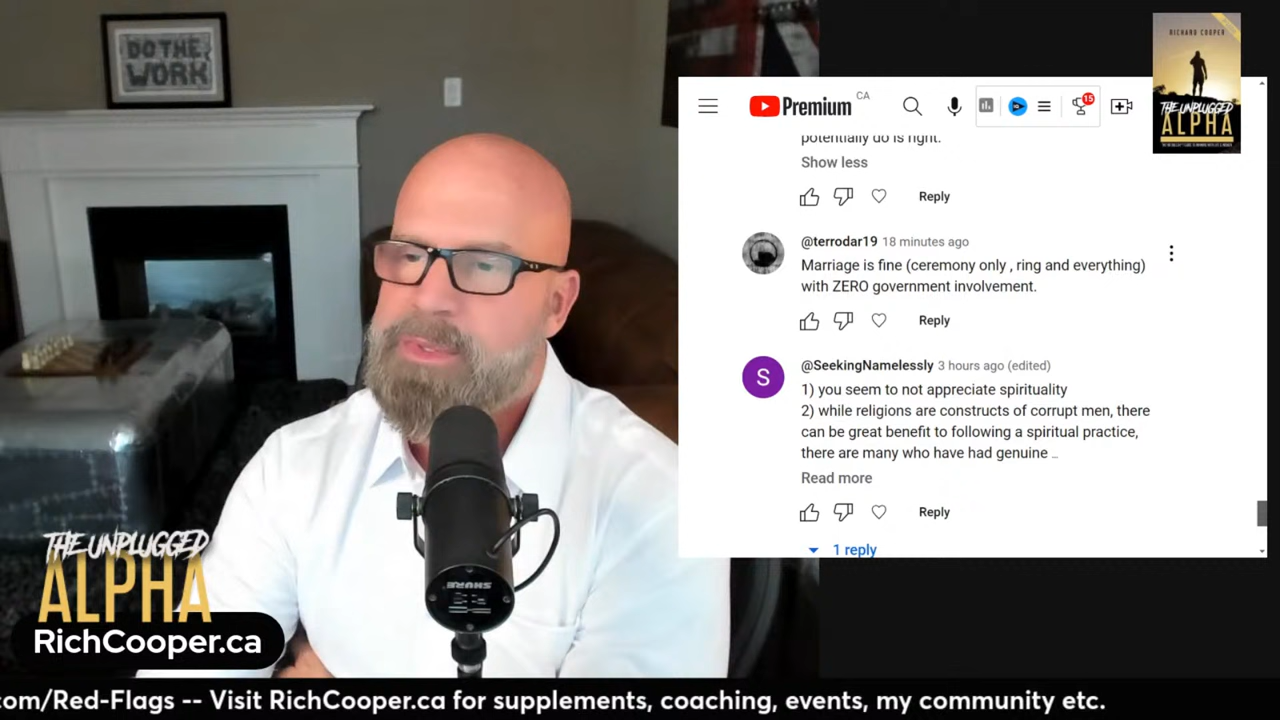 DO THE
WORK
RICHARD COOPER
THE UNPLUGGED
ALPHA
Premium
CA
15
potentially do is right.
Show less
Reply
@terrodar19 18 minutes ago
Marriage is fine (ceremony only , ring and everything)
with ZERO government involvement.
Reply
S
@SeekingNamelessly 3 hours ago (edited)
1) you seem to not appreciate spirituality
2) while religions are constructs of corrupt men, there
can be great benefit to following a spiritual practice,
there are many who have had genuine ...
Read more
Reply
1 reply
SHURE
THE UNPLUGGED
ALPHA
RichCooper.ca
com/Red-Flags -- Visit RichCooper.ca for supplements, coaching, events, my community etc.